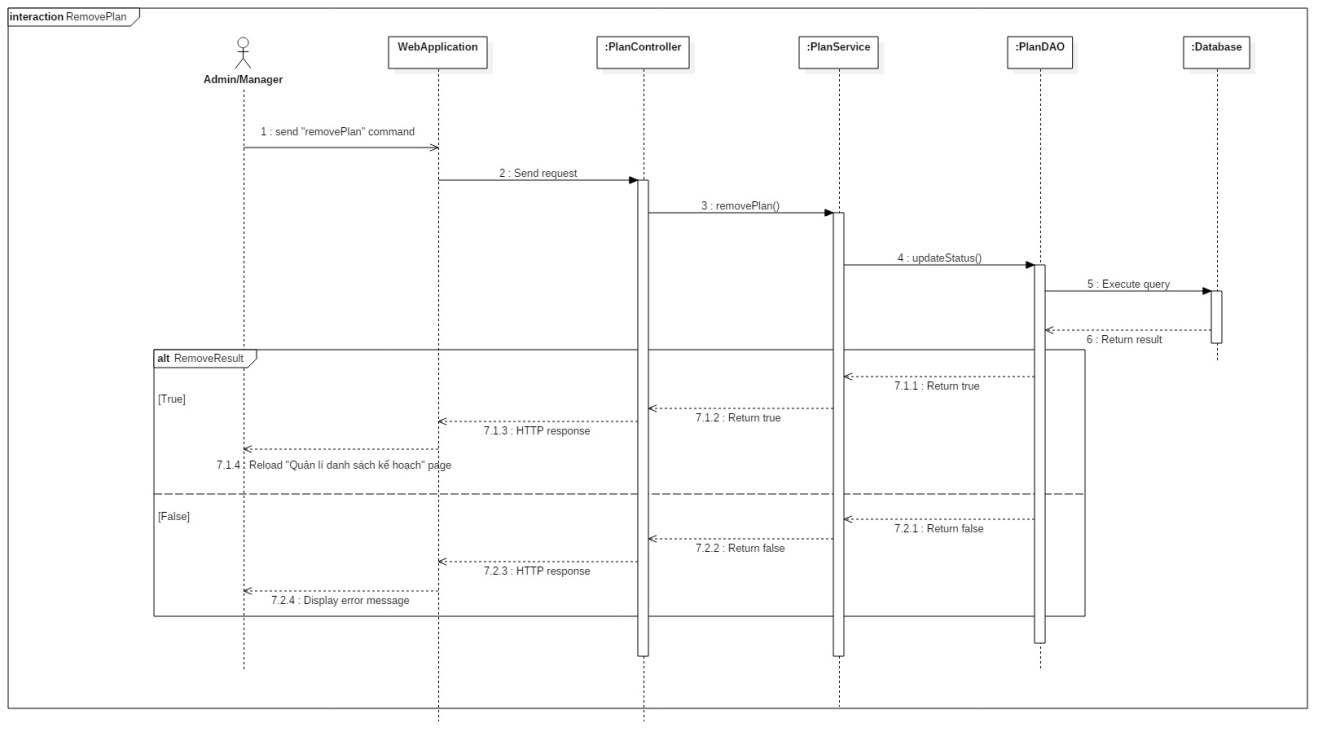 interaction RemovePlan
WebApplication
:PlanController
:PlanService
:PlanDAO
:Database
Admin/Manager
1 : send "removePlan" command
2 : Send request
3 : removePlan()
4 : updateStatus()
5 : Execute query
6 : Return result
alt RemoveResult
[True]
7.1.1 : Return true
7.1.2 : Return true
7.1.3 : HTTP response
7.1.4 : Reload "Quản lí danh sách kế hoạch" page
[False]
7.2.1 : Return false
7.2.2 : Return false
7.2.3 : HTTP response
7.2.4 : Display error message